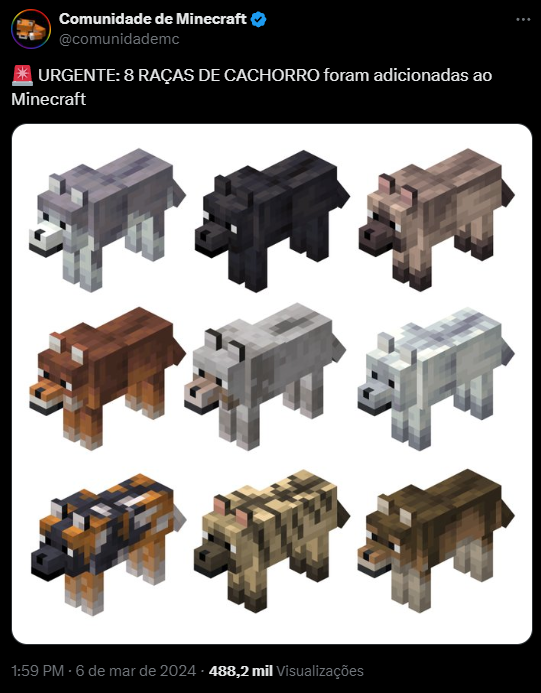 Comunidade de Minecraft
@comunidademc
🚨 URGENTE: 8 RAÇAS DE CACHORRO foram adicionadas ao
Minecraft
1:59 PM · 6 de mar de 2024 · 488,2 mil Visualizações